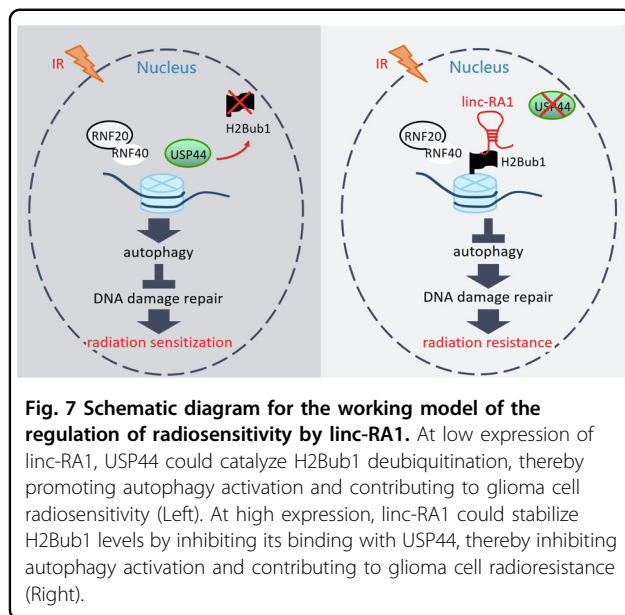 IR
Nucleus
H2Bub1
RNF20
RNF40
USP44
autophagy
DNA damage repair
radiation sensitization
IR
Nucleus
linc-RA1
USP44
RNF20
RNF40
H2Bub1
autophagy
DNA damage repair
radiation resistance
Fig. 7 Schematic diagram for the working model of the
regulation of radiosensitivity by linc-RA1. At low expression of
linc-RA1, USP44 could catalyze H2Bub1 deubiquitination, thereby
promoting autophagy activation and contributing to glioma cell
radiosensitivity (Left). At high expression, linc-RA1 could stabilize
H2Bub1 levels by inhibiting its binding with USP44, thereby inhibiting
autophagy activation and contributing to glioma cell radioresistance
(Right).